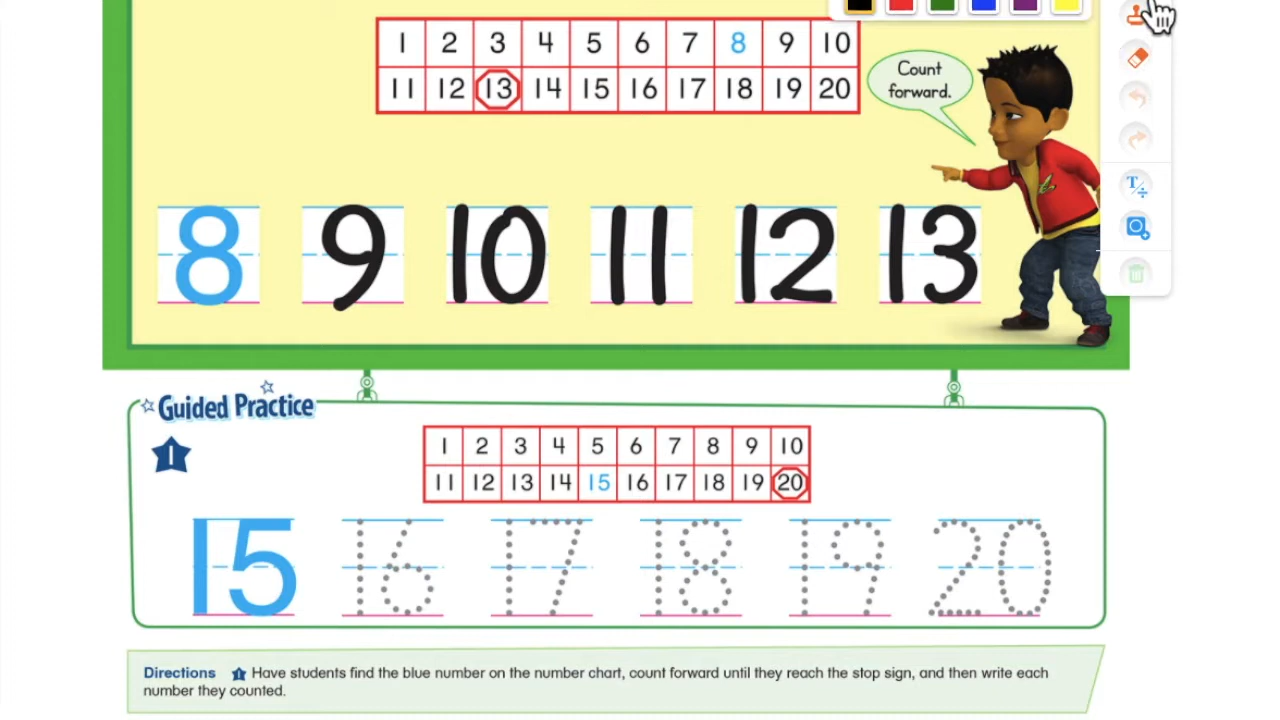 1 2 3 4 5 6 7 8 9 10
11 12 13 14 15 16 17 18 19 20
Count
forward.
8 9 10 11 12 13
Guided Practice
1
1 2 3 4 5 6 7 8 9 10
11 12 13 14 15 16 17 18 19 20
15 16 17 18 19 20
Directions 1 Have students find the blue number on the number chart, count forward until they reach the stop sign, and then write each
number they counted.